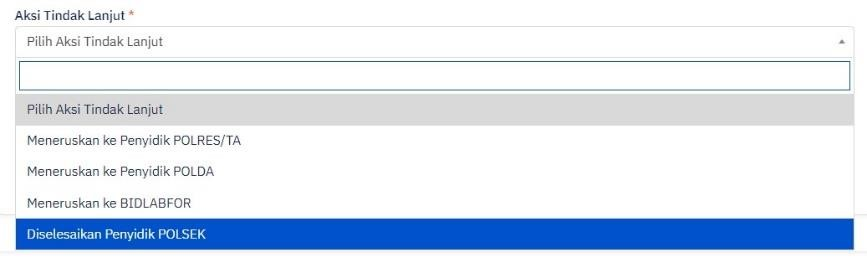 Aksi Tindak Lanjut *
Pilih Aksi Tindak Lanjut
Pilih Aksi Tindak Lanjut
Meneruskan ke Penyidik POLRES/TA
Meneruskan ke Penyidik POLDA
Meneruskan ke BIDLABFOR
Diselesaikan Penyidik POLSEK